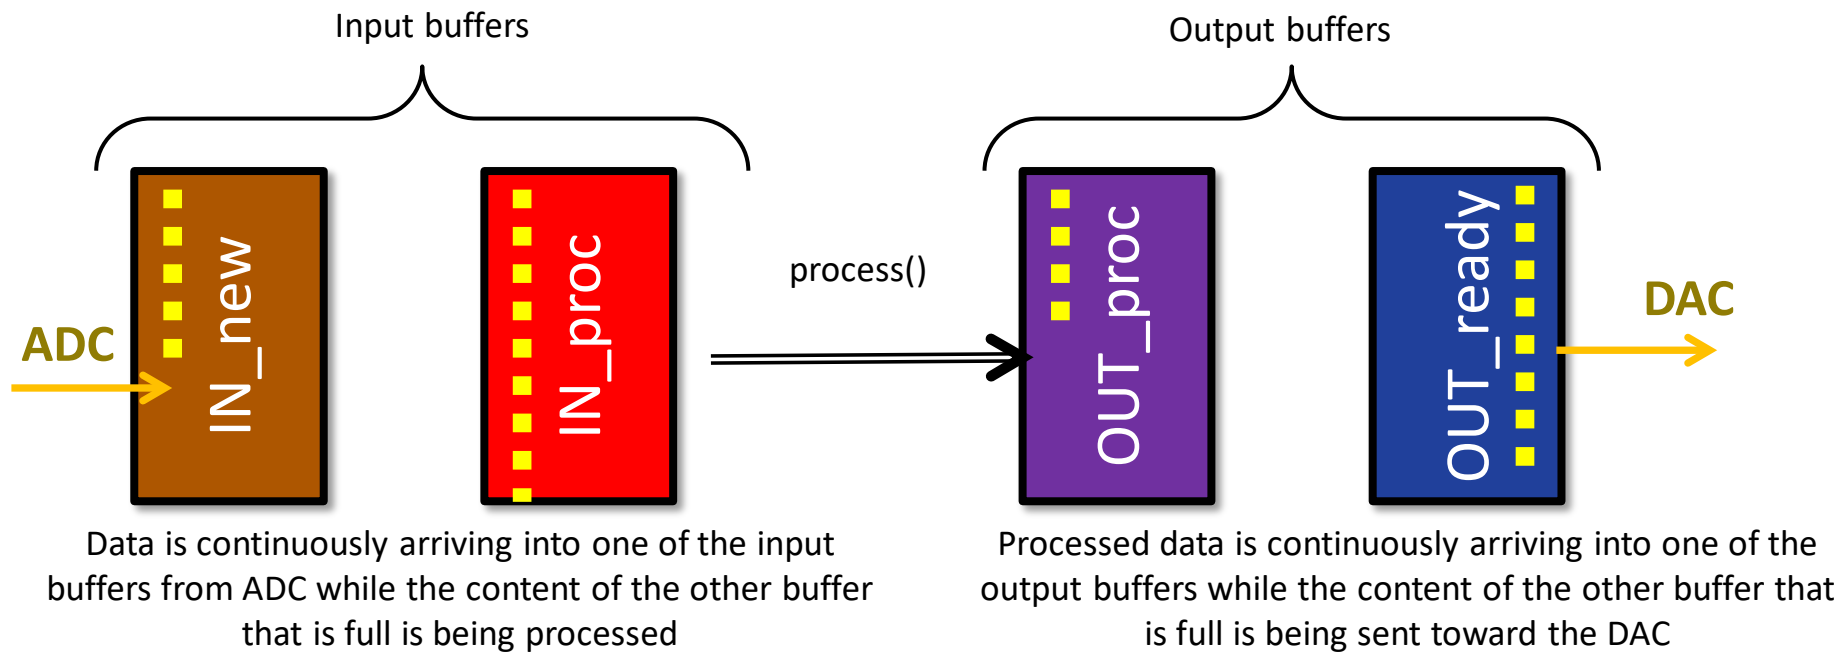 Input buffers
Output buffers
ADC
IN_new
IN_proc
process()
OUT_proc
OUT_ready
DAC
Data is continuously arriving into one of the input
buffers from ADC while the content of the other buffer
that is full is being processed
Processed data is continuously arriving into one of the
output buffers while the content of the other buffer that
is full is being sent toward the DAC